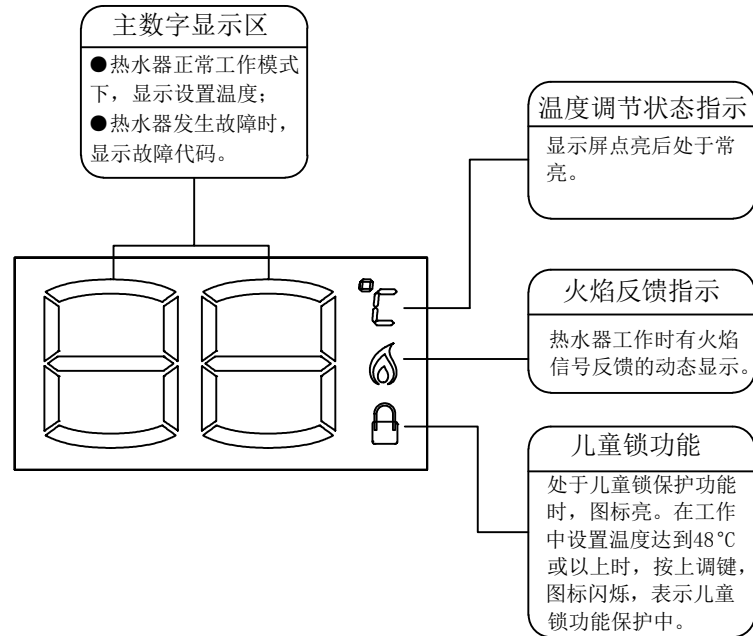 主数字显示区
●热水器正常工作模式
下，显示设置温度；
●热水器发生故障时，
显示故障代码。
温度调节状态指示
显示屏点亮后处于常
亮。
火焰反馈指示
热水器工作时有火焰
信号反馈的动态显示。
儿童锁功能
处于儿童锁保护功能
时，图标亮。在工作
中设置温度达到48℃
或以上时，按上调键，
图标闪烁，表示儿童
锁功能保护中。
88
℃